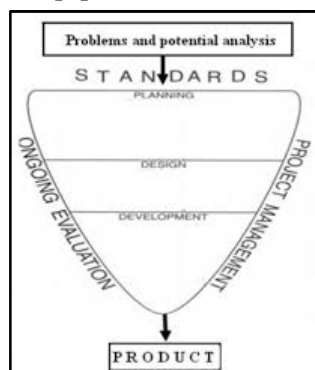 Problems and potential analysis
STANDARDS
PLANNING
DESIGN
DEVELOPMENT
ONGOING EVALUATION
PROJECT MANAGEMENT
PRODUCT